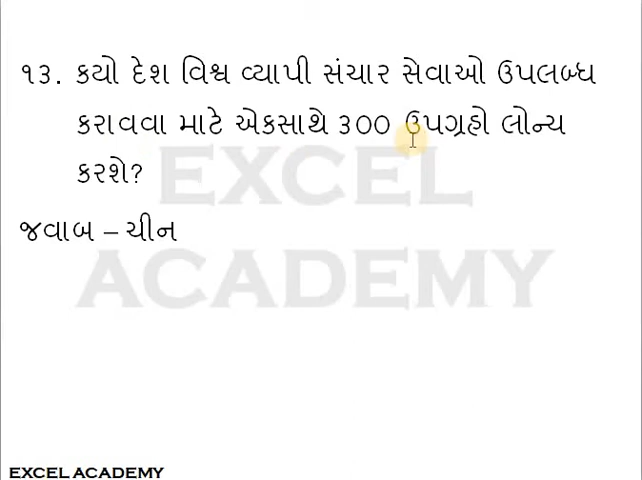 ૧૩. કયો દેશ વિશ્વ વ્યાપી સંચાર સેવાઓ ઉપલબ્ધ
કરાવવા માટે એકસાથે ૩૦૦ ઉપગ્રહો લોન્ચ
કરશે?
EXCEL
જવાબ – ચીન
ACADEMY
EXCEL ACADEMY